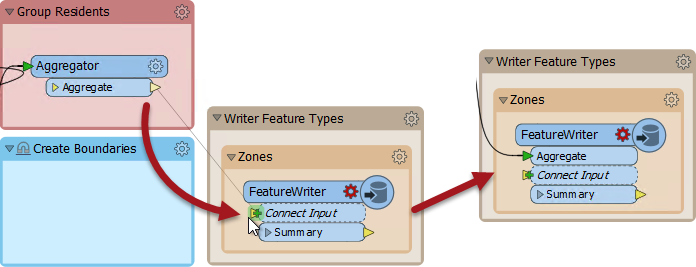 Group Residents
Aggregator
Aggregate
Create Boundaries
Writer Feature Types
Zones
FeatureWriter
Connect Input
Summary
Writer Feature Types
Zones
FeatureWriter
Aggregate
Connect Input
Summary